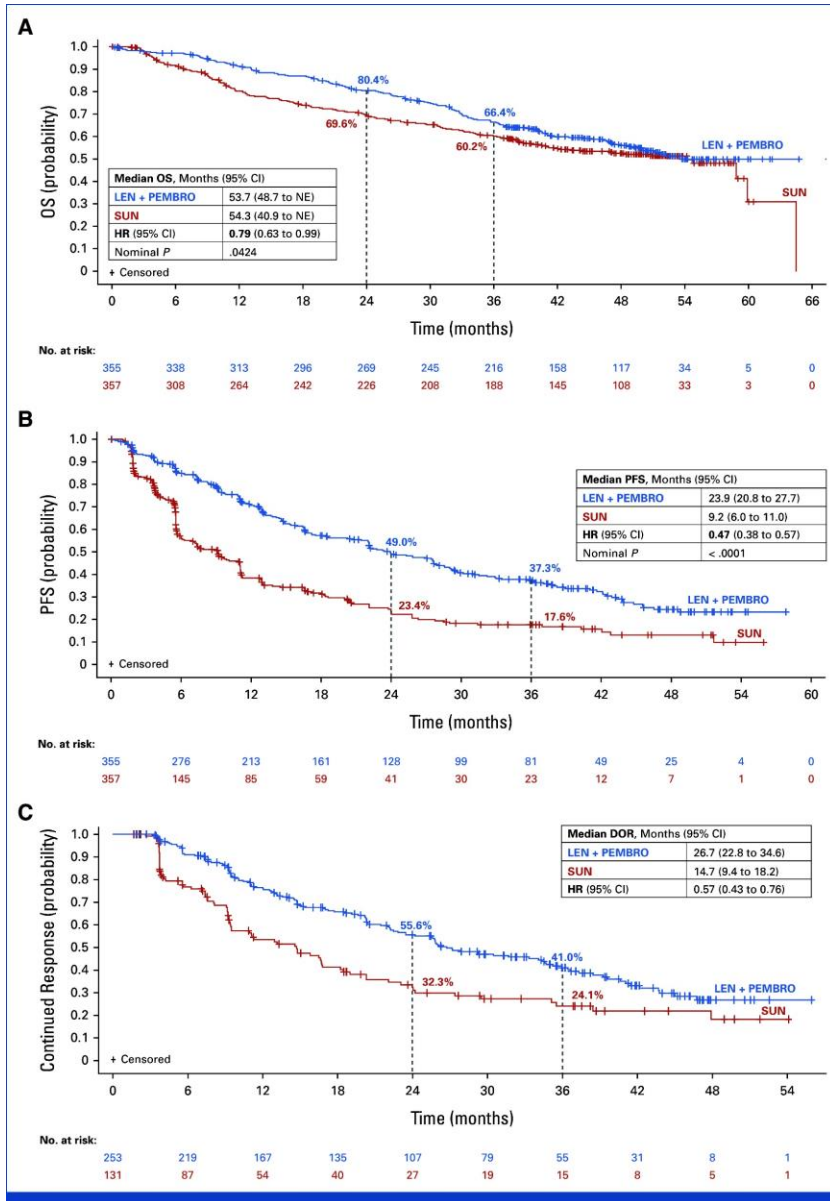 A
1.0
0.9
0.8
0.7
0.6
0.5
0.4
0.3
0.2
0.1
0
OS (probability)
80.4%
69.6%
66.4%
60.2%
LEN + PEMBRO
SUN
Median OS, Months (95% CI)
LEN + PEMBRO 53.7 (48.7 to NE)
SUN 54.3 (40.9 to NE)
HR (95% CI) 0.79 (0.63 to 0.99)
Nominal P .0424
+ Censored
0 6 12 18 24 30 36 42 48 54 60 66
Time (months)
No. at risk:
355 338 313 296 269 245 216 158 117 34 5 0
357 308 264 242 226 208 188 145 108 33 3 0
B
1.0
0.9
0.8
0.7
0.6
0.5
0.4
0.3
0.2
0.1
0
PFS (probability)
Median PFS, Months (95% CI)
LEN + PEMBRO 23.9 (20.8 to 27.7)
SUN 9.2 (6.0 to 11.0)
HR (95% CI) 0.47 (0.38 to 0.57)
Nominal P < .0001
49.0%
37.3%
23.4%
17.6%
LEN + PEMBRO
SUN
+ Censored
0 6 12 18 24 30 36 42 48 54 60
Time (months)
No. at risk:
355 276 213 161 128 99 81 49 25 4 0
357 145 85 59 41 30 23 12 7 1 0
C
1.0
0.9
0.8
0.7
0.6
0.5
0.4
0.3
0.2
0.1
0
Continued Response (probability)
Median DOR, Months (95% CI)
LEN + PEMBRO 26.7 (22.8 to 34.6)
SUN 14.7 (9.4 to 18.2)
HR (95% CI) 0.57 (0.43 to 0.76)
55.6%
41.0%
32.3%
24.1%
LEN + PEMBRO
SUN
+ Censored
0 6 12 18 24 30 36 42 48 54
Time (months)
No. at risk:
253 219 167 135 107 79 55 31 8 1
131 87 54 40 27 19 15 8 5 1